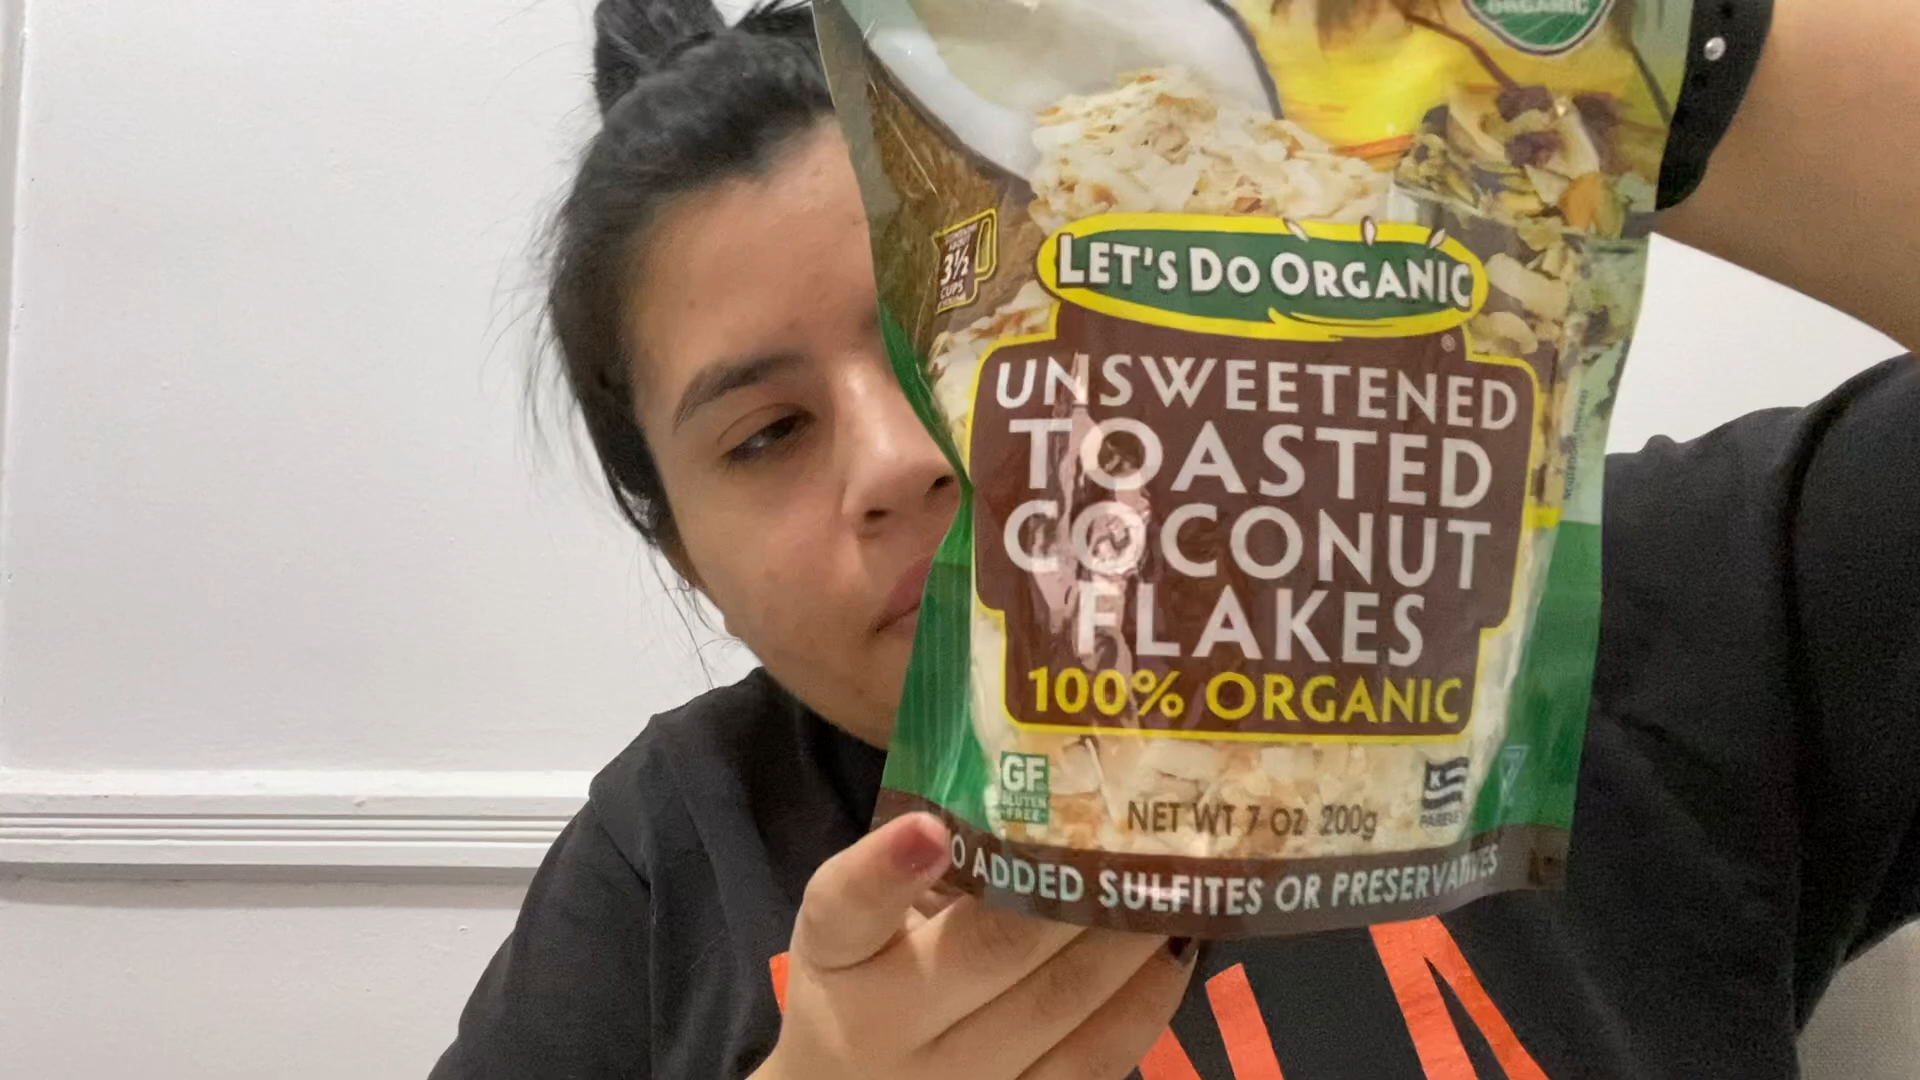 ORGANIC
3½
CUPS
LET'S DO ORGANIC
®
UNSWEETENED
TOASTED
COCONUT
FLAKES
100% ORGANIC
GF
GLUTEN
FREE
K
PAREVE
NET WT 7 OZ 200g
O ADDED SULFITES OR PRESERVATIVES